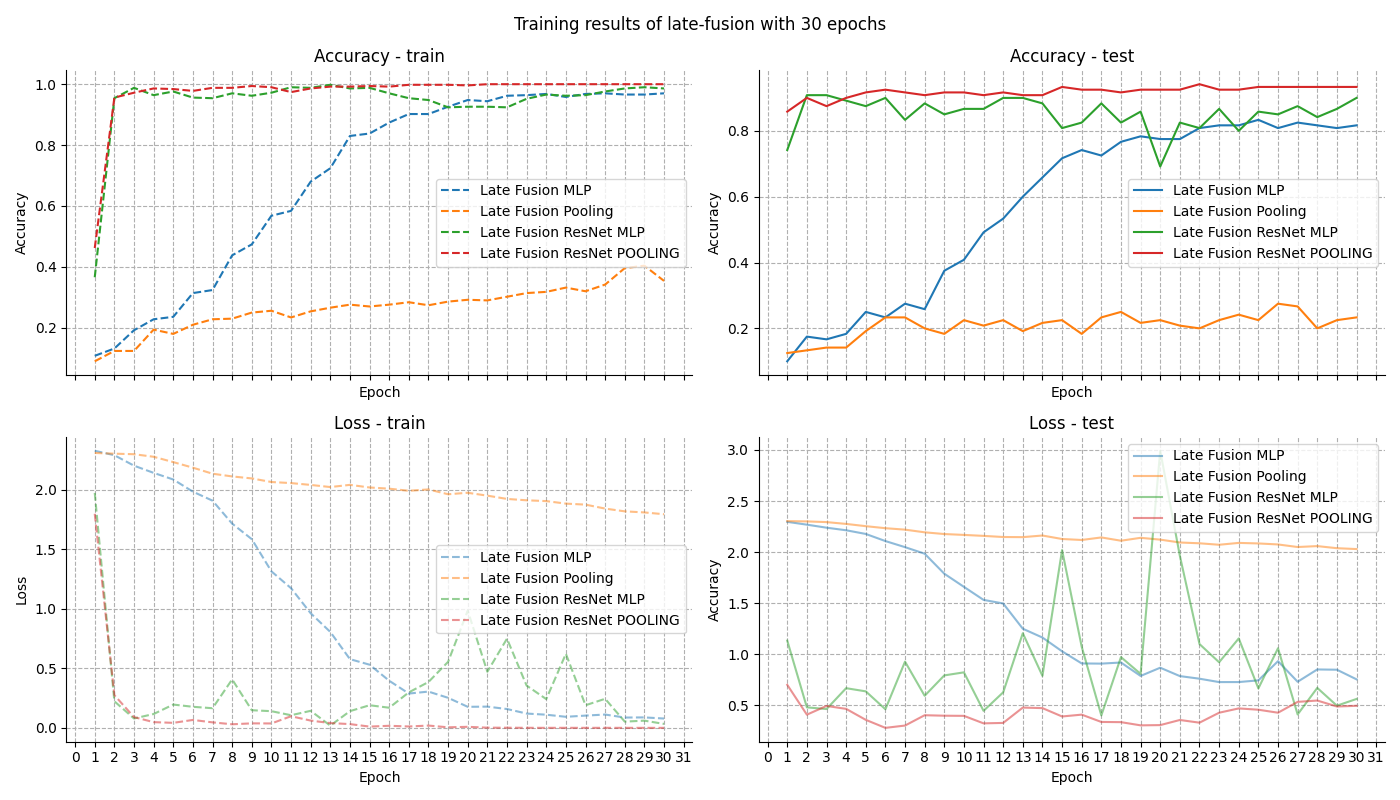 Training results of late-fusion with 30 epochs
Accuracy - train
1.0
0.8
0.6
0.4
0.2
Accuracy
Late Fusion MLP
Late Fusion Pooling
Late Fusion ResNet MLP
Late Fusion ResNet POOLING
Epoch
Accuracy - test
0.8
0.6
0.4
0.2
Accuracy
Late Fusion MLP
Late Fusion Pooling
Late Fusion ResNet MLP
Late Fusion ResNet POOLING
Epoch
Loss - train
2.0
1.5
1.0
0.5
0.0
Loss
Late Fusion MLP
Late Fusion Pooling
Late Fusion ResNet MLP
Late Fusion ResNet POOLING
0 1 2 3 4 5 6 7 8 9 10 11 12 13 14 15 16 17 18 19 20 21 22 23 24 25 26 27 28 29 30 31
Epoch
Loss - test
3.0
2.5
2.0
1.5
1.0
0.5
Accuracy
Late Fusion MLP
Late Fusion Pooling
Late Fusion ResNet MLP
Late Fusion ResNet POOLING
0 1 2 3 4 5 6 7 8 9 10 11 12 13 14 15 16 17 18 19 20 21 22 23 24 25 26 27 28 29 30 31
Epoch